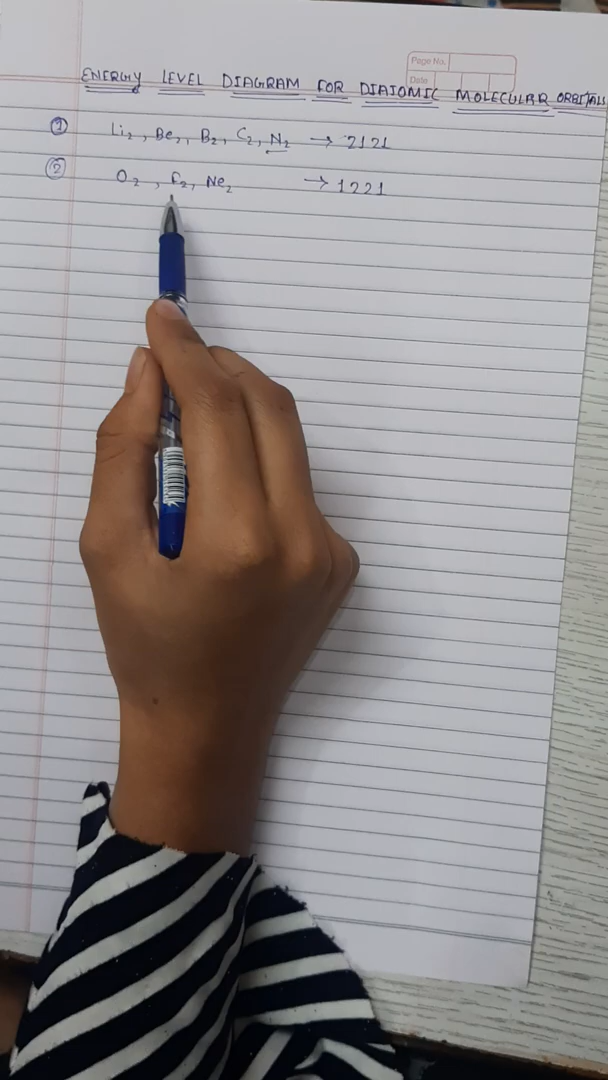 Page No.
Date
ENERGY LEVEL DIAGRAM FOR DIATOMIC MOLECULAR ORBITALS
① Li₂, Be₂, B₂, C₂, N₂ → 2121
② O₂, F₂, Ne₂ → 1221